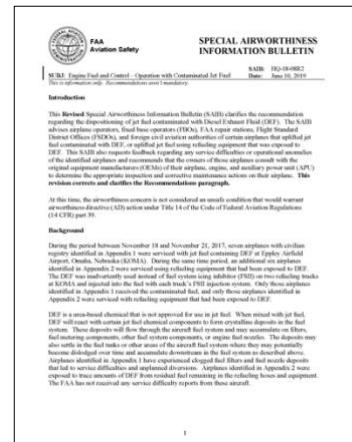 FAA
Aviation Safety
SPECIAL AIRWORTHINESS
INFORMATION BULLETIN
SAIB: HQ-18-08R2
SUBJ: Engine Fuel and Control – Operation with Contaminated Jet Fuel
Date: June 10, 2019
This is information only. Recommendations aren't mandatory.
Introduction
This Revised Special Airworthiness Information Bulletin (SAIB) clarifies the recommendation
regarding the dispositioning of jet fuel contaminated with Diesel Exhaust Fluid (DEF). The SAIB
advises airplane operators, fixed base operators (FBOs), FAA repair stations, Flight Standard
District Offices (FSDOs), and foreign civil aviation authorities of certain airplanes that uplifted jet
fuel contaminated with DEF, or uplifted jet fuel using refueling equipment that was exposed to
DEF. This SAIB also requests feedback regarding any service difficulties or operational anomalies
of the identified airplanes and recommends that the owners of those airplanes consult with the
original equipment manufacturers (OEMs) of their airplane, engine, and auxiliary power unit (APU)
to determine the appropriate inspection and corrective maintenance actions on their airplane. This
revision corrects and clarifies the Recommendations paragraph.
At this time, the airworthiness concern is not considered an unsafe condition that would warrant
airworthiness directive (AD) action under Title 14 of the Code of Federal Aviation Regulations
(14 CFR) part 39.
Background
During the period between November 18 and November 21, 2017, seven airplanes with civilian
registry identified in Appendix 1 were serviced with jet fuel containing DEF at Eppley Airfield
Airport, Omaha, Nebraska (KOMA). During the same time period, an additional six airplanes
identified in Appendix 2 were serviced using refueling equipment that had been exposed to DEF.
The DEF was inadvertently used instead of fuel system icing inhibitor (FSII) on two refueling trucks
at KOMA and injected into the fuel with each truck's FSII injection system. Only those airplanes
identified in Appendix 1 received the contaminated fuel, and only those airplanes identified in
Appendix 2 were serviced with refueling equipment that had been exposed to DEF.
DEF is a urea-based chemical that is not approved for use in jet fuel. When mixed with jet fuel,
DEF will react with certain jet fuel chemical components to form crystalline deposits in the fuel
system. These deposits will flow through the aircraft fuel system and may accumulate on filters,
fuel metering components, other fuel system components, or engine fuel nozzles. The deposits may
also settle in the fuel tanks or other areas of the aircraft fuel system where they may potentially
become dislodged over time and accumulate downstream in the fuel system as described above.
Airplanes identified in Appendix 1 have experienced clogged fuel filters and fuel nozzle deposits
that led to service difficulties and unplanned diversions. Airplanes identified in Appendix 2 were
exposed to trace amounts of DEF from residual fuel remaining in the refueling hoses and equipment.
The FAA has not received any service difficulty reports from these aircraft.
1